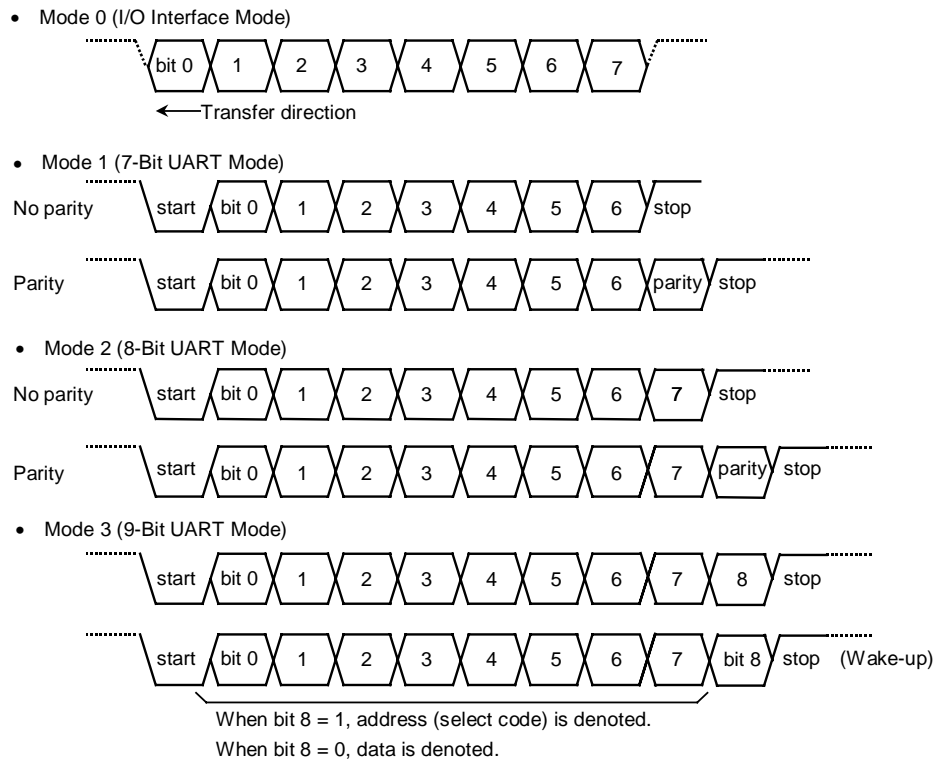 • Mode 0 (I/O Interface Mode)
bit 0 1 2 3 4 5 6 7
Transfer direction
• Mode 1 (7-Bit UART Mode)
No parity start bit 0 1 2 3 4 5 6 stop
Parity start bit 0 1 2 3 4 5 6 parity stop
• Mode 2 (8-Bit UART Mode)
No parity start bit 0 1 2 3 4 5 6 7 stop
Parity start bit 0 1 2 3 4 5 6 7 parity stop
• Mode 3 (9-Bit UART Mode)
start bit 0 1 2 3 4 5 6 7 8 stop
start bit 0 1 2 3 4 5 6 7 bit 8 stop (Wake-up)
When bit 8 = 1, address (select code) is denoted.
When bit 8 = 0, data is denoted.